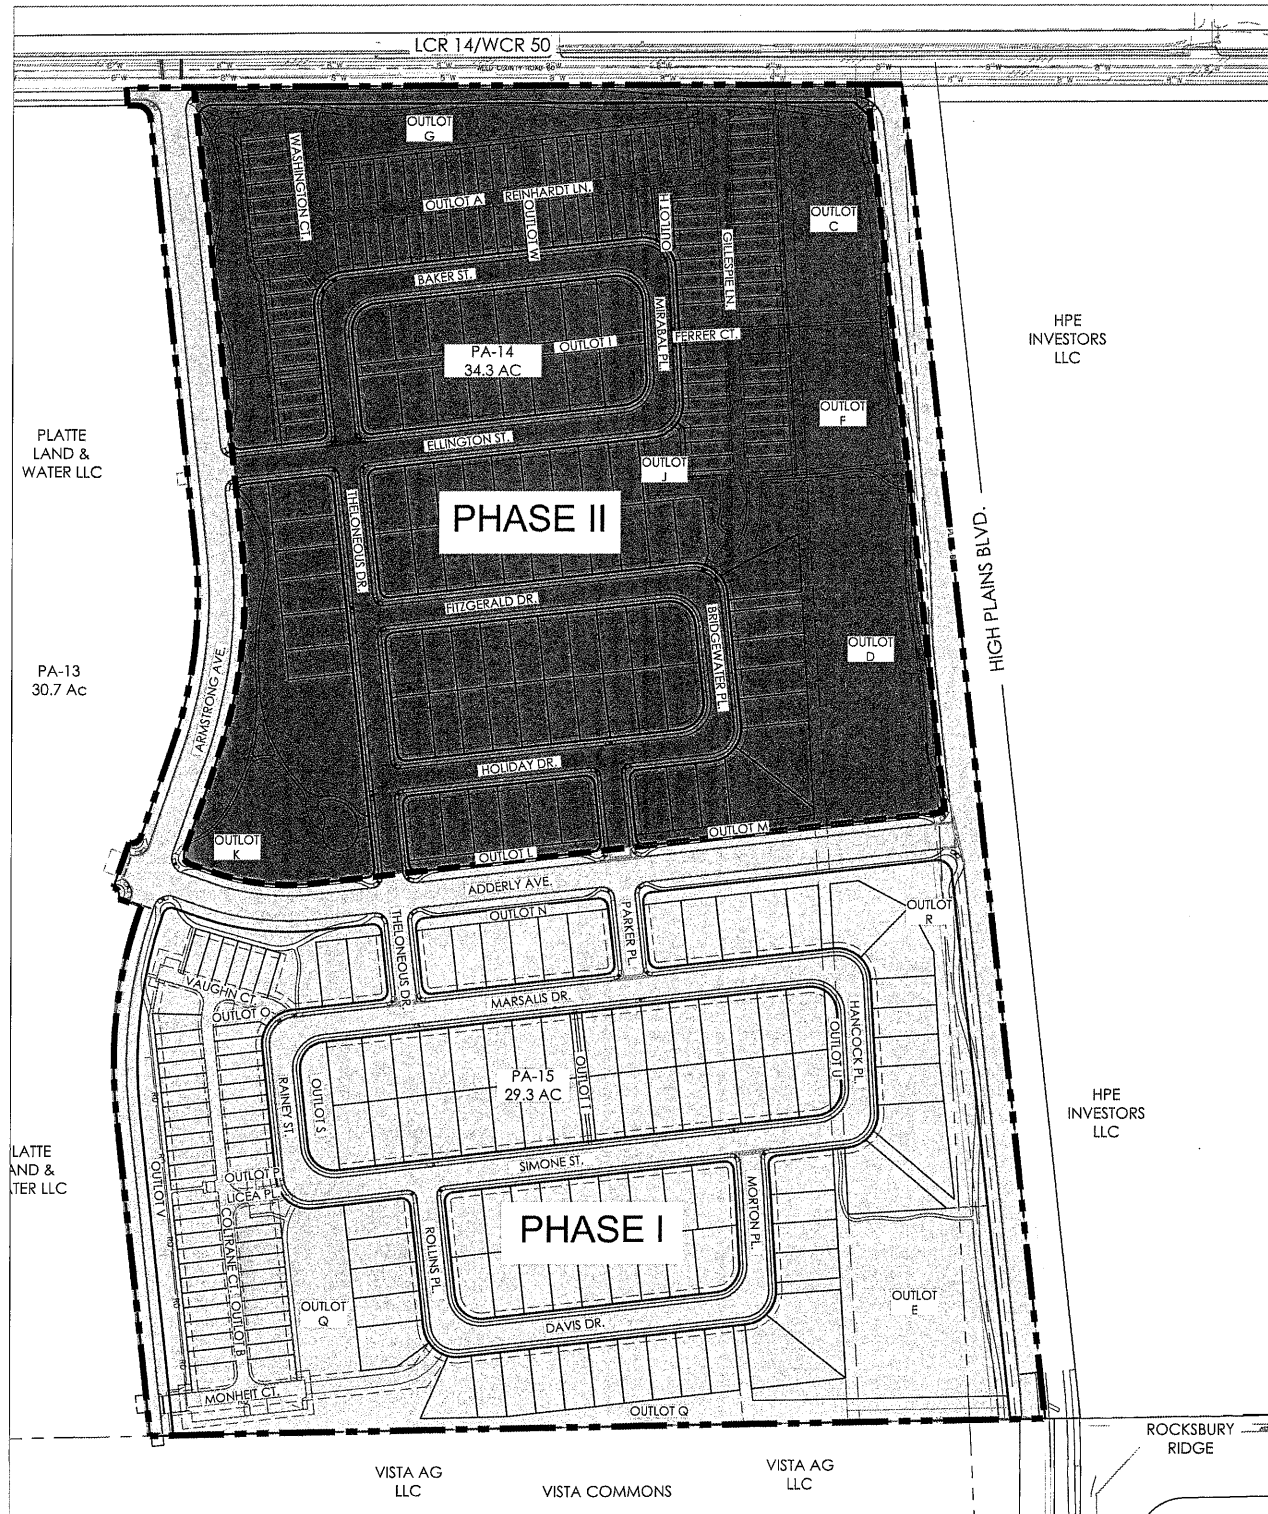 LCR 14/WCR 50
WELD COUNTY ROAD 50
OUTLOT
G
WASHINGTON CT.
OUTLOT A
REINHARDT LN.
OUTLOT W
OUTLOT H
GILLESPIE LN.
OUTLOT
C
BAKER ST.
MIRABAL PL.
FERRER CT.
OUTLOT I
PA-14
34.3 AC
HPE
INVESTORS
LLC
OUTLOT
F
PLATTE
LAND &
WATER LLC
ELLINGTON ST.
OUTLOT
J
THELONEOUS DR.
PHASE II
HIGH PLAINS BLVD.
FITZGERALD DR.
BRIDGEWATER PL.
OUTLOT
D
PA-13
30.7 Ac
ARMSTRONG AVE.
HOLIDAY DR.
OUTLOT
K
OUTLOT L
OUTLOT M
ADDERLY AVE.
OUTLOT N
THELONEOUS DR.
PARKER PL.
OUTLOT
R
VAUGHN CT.
OUTLOT O
MARSALIS DR.
HANCOCK PL.
OUTLOT U
RAINEY ST.
OUTLOT S
OUTLOT T
PA-15
29.3 AC
HPE
INVESTORS
LLC
LATTE
AND &
TER LLC
OUTLOT V
OUTLOT P
LICEA PL.
SIMONE ST.
COLTRANE CT.
OUTLOT B
ROLLINS PL.
PHASE I
MORTON PL.
OUTLOT
Q
OUTLOT
E
DAVIS DR.
MONHEIT CT.
OUTLOT Q
ROCKSBURY
RIDGE
VISTA AG
LLC
VISTA COMMONS
VISTA AG
LLC